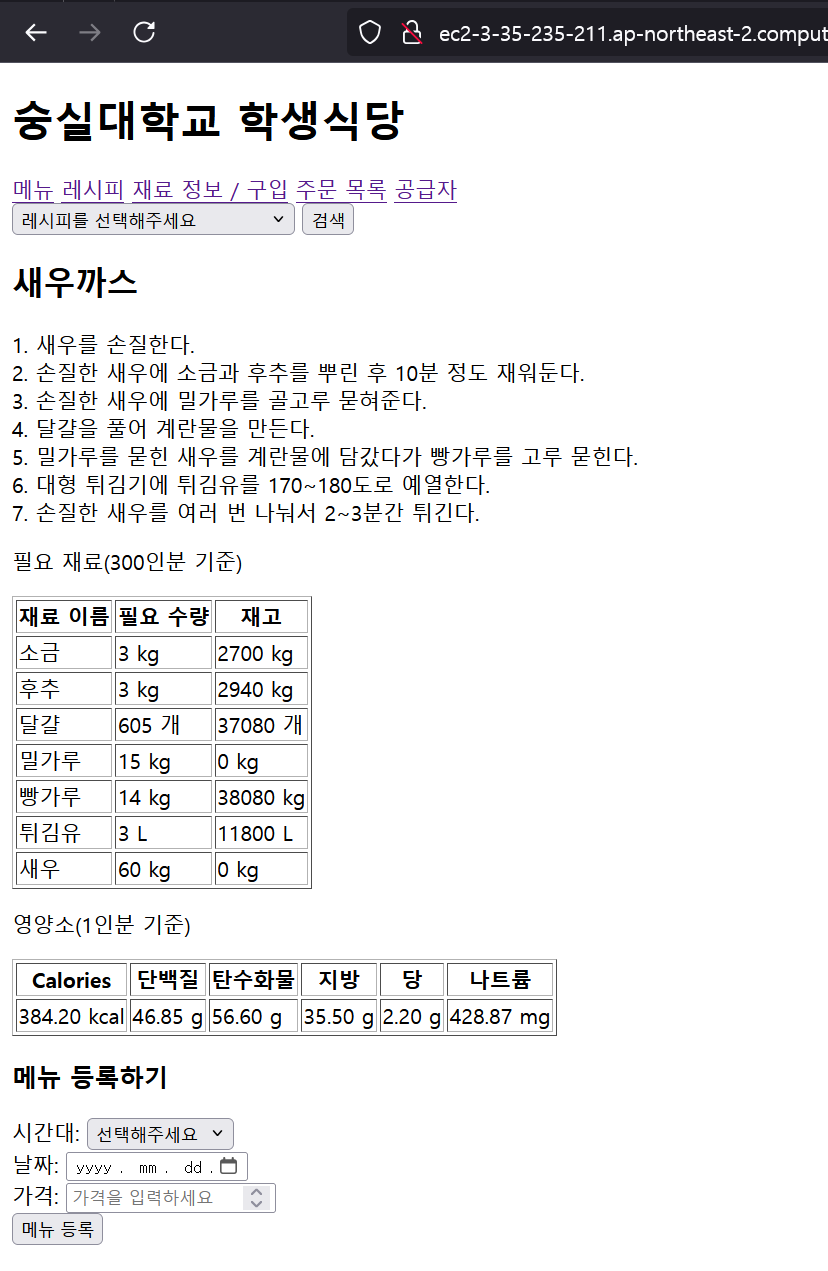 ec2-3-35-235-211.ap-northeast-2.comput
숭실대학교 학생식당
메뉴 레시피 재료 정보 / 구입 주문 목록 공급자
레시피를 선택해주세요 검색
새우까스
1. 새우를 손질한다.
2. 손질한 새우에 소금과 후추를 뿌린 후 10분 정도 재워둔다.
3. 손질한 새우에 밀가루를 골고루 묻혀준다.
4. 달걀을 풀어 계란물을 만든다.
5. 밀가루를 묻힌 새우를 계란물에 담갔다가 빵가루를 고루 묻힌다.
6. 대형 튀김기에 튀김유를 170~180도로 예열한다.
7. 손질한 새우를 여러 번 나눠서 2~3분간 튀긴다.
필요 재료(300인분 기준)
재료 이름 필요 수량 재고
소금 3 kg 2700 kg
후추 3 kg 2940 kg
달걀 605 개 37080 개
밀가루 15 kg 0 kg
빵가루 14 kg 38080 kg
튀김유 3 L 11800 L
새우 60 kg 0 kg
영양소(1인분 기준)
Calories 단백질 탄수화물 지방 당 나트륨
384.20 kcal 46.85 g 56.60 g 35.50 g 2.20 g 428.87 mg
메뉴 등록하기
시간대: 선택해주세요
날짜: yyyy . mm . dd .
가격: 가격을 입력하세요
메뉴 등록